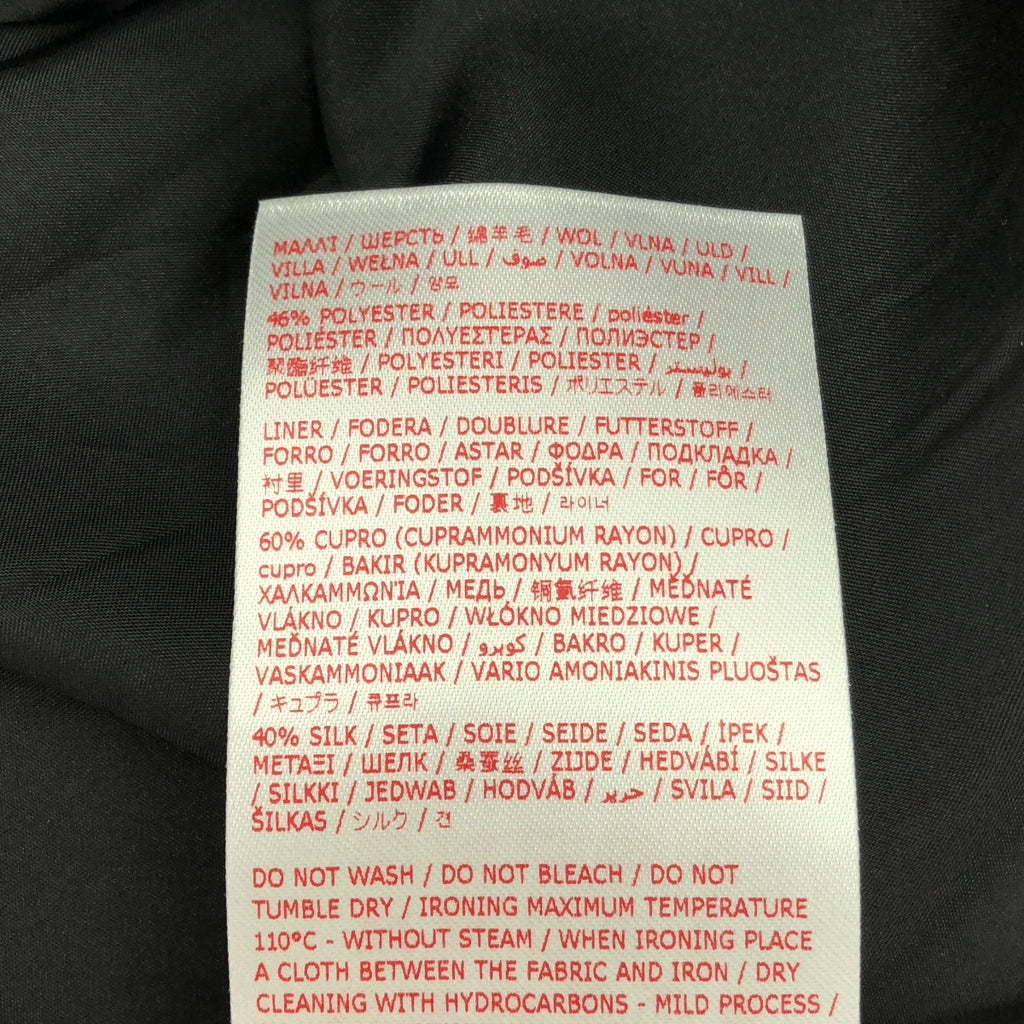 ΜΑΛΛΊ / ШЕРСТЬ / 绵羊毛 / WOL / VLNA / ULD /
VILLA / WEŁNA / ULL / صوف / VOLNA / VUNA / VILL /
VILNA / ウール / 양모
46% POLYESTER / POLIESTERE / poliéster /
POLIÉSTER / ΠΟΛΥΕΣΤΕΡΑΣ / ПОЛИЭСТЕР /
聚酯纤维 / POLYESTERI / POLIESTER / بوليستر /
POLÜESTER / POLIESTERIS / ポリエステル / 폴리에스터
LINER / FODERA / DOUBLURE / FUTTERSTOFF /
FORRO / FORRO / ASTAR / ΦΟΔΡΑ / ПОДКЛАДКА /
衬里 / VOERINGSTOF / PODŠÍVKA / FOR / FÔR /
PODŠÍVKA / FODER / 裏地 / 라이너
60% CUPRO (CUPRAMMONIUM RAYON) / CUPRO /
cupro / BAKIR (KUPRAMONYUM RAYON) /
ΧΑΛΚΑΜΜΩΝΊΑ / МЕДЬ / 铜氨纤维 / MĚĎNATÉ
VLÁKNO / KUPRO / WŁÓKNO MIEDZIOWE /
MEĎNATÉ VLÁKNO / كوبرو / BAKRO / KUPER /
VASKAMMONIAAK / VARIO AMONIAKINIS PLUOŠTAS
/ キュプラ / 큐프라
40% SILK / SETA / SOIE / SEIDE / SEDA / İPEK /
ΜΕΤΑΞΙ / ШЕЛК / 桑蚕丝 / ZIJDE / HEDVÁBÍ / SILKE
/ SILKKI / JEDWAB / HODVÁB / حرير / SVILA / SIID /
ŠILKAS / シルク / 견
DO NOT WASH / DO NOT BLEACH / DO NOT
TUMBLE DRY / IRONING MAXIMUM TEMPERATURE
110°C - WITHOUT STEAM / WHEN IRONING PLACE
A CLOTH BETWEEN THE FABRIC AND IRON / DRY
CLEANING WITH HYDROCARBONS - MILD PROCESS /